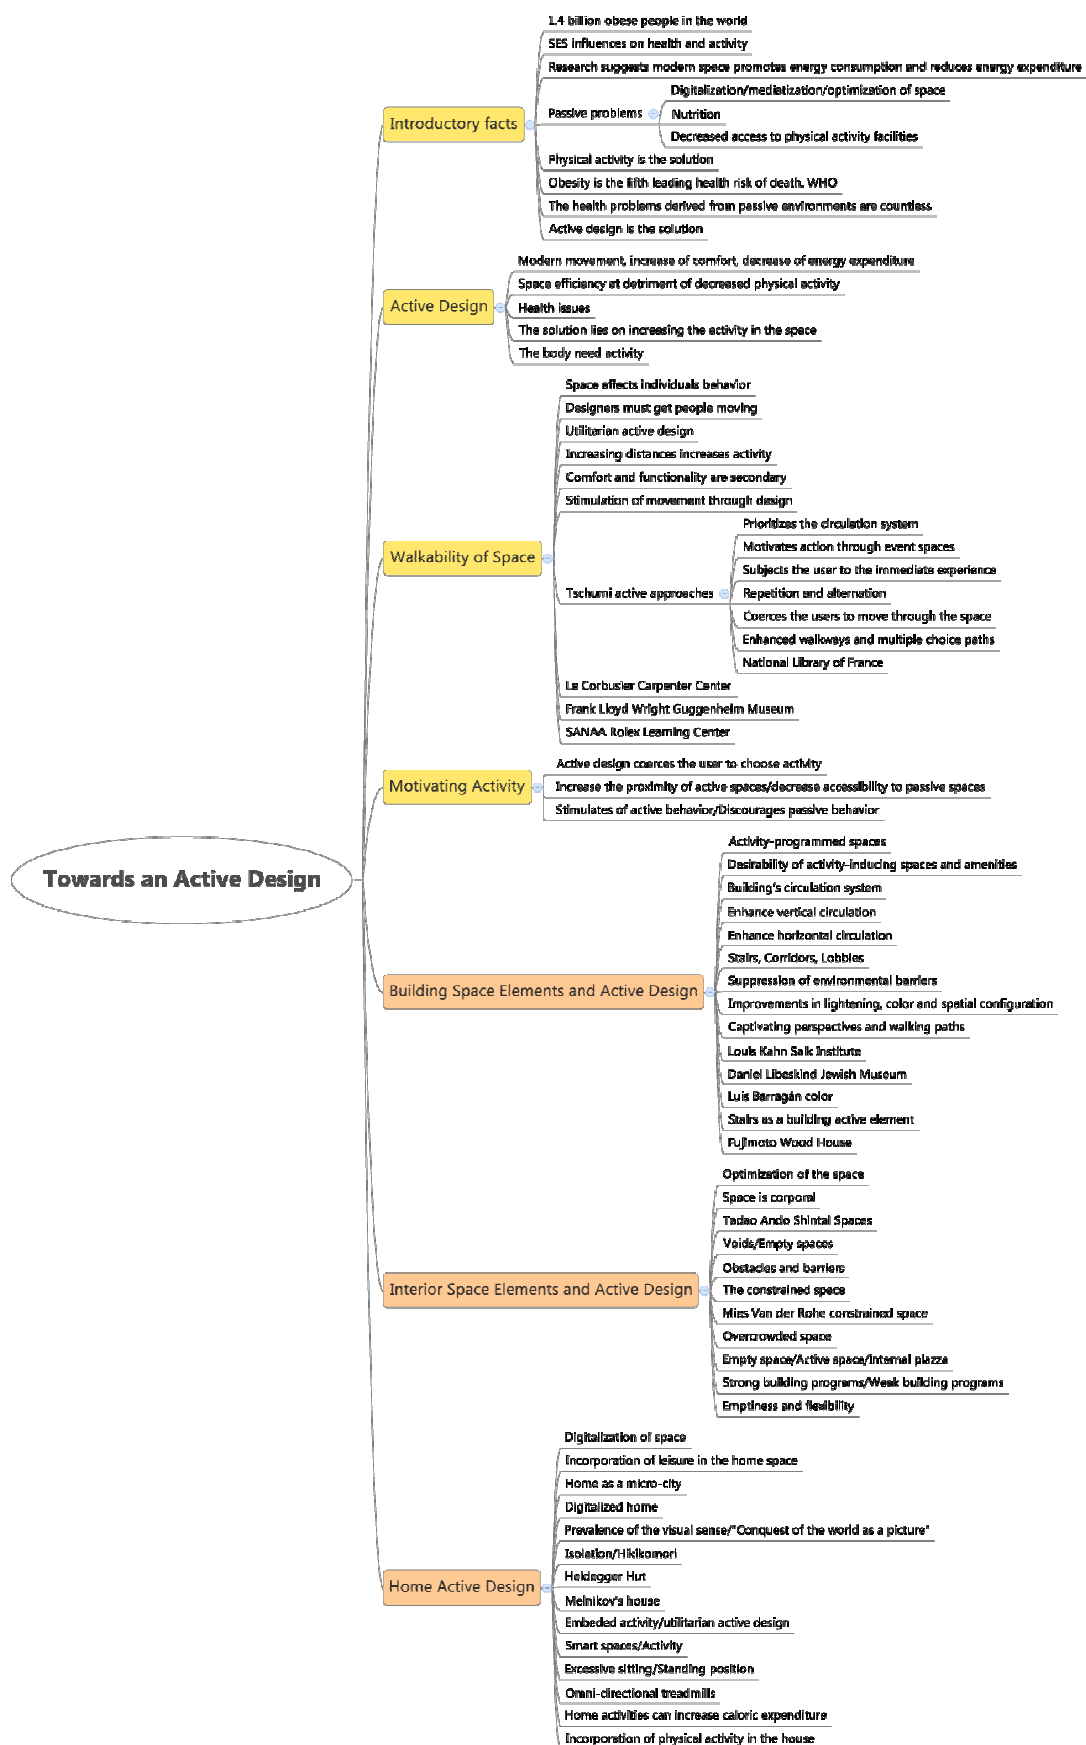 Towards an Active Design
Introductory facts
1.4 billion obese people in the world
SES influences on health and activity
Research suggests modern space promotes energy consumption and reduces energy expenditure
Passive problems
Digitalization/mediatization/optimization of space
Nutrition
Decreased access to physical activity facilities
Physical activity is the solution
Obesity is the fifth leading health risk of death. WHO
The health problems derived from passive environments are countless
Active design is the solution
Active Design
Modern movement, increase of comfort, decrease of energy expenditure
Space efficiency at detriment of decreased physical activity
Health issues
The solution lies on increasing the activity in the space
The body need activity
Walkability of Space
Space affects individuals behavior
Designers must get people moving
Utilitarian active design
Increasing distances increases activity
Comfort and functionality are secondary
Stimulation of movement through design
Tschumi active approaches
Prioritizes the circulation system
Motivates action through event spaces
Subjects the user to the immediate experience
Repetition and alternation
Coerces the users to move through the space
Enhanced walkways and multiple choice paths
National Library of France
Le Corbusier Carpenter Center
Frank Lloyd Wright Guggenheim Museum
SANAA Rolex Learning Center
Motivating Activity
Active design coerces the user to choose activity
Increase the proximity of active spaces/decrease accessibility to passive spaces
Stimulates of active behavior/Discourages passive behavior
Building Space Elements and Active Design
Activity-programmed spaces
Desirability of activity-inducing spaces and amenities
Building's circulation system
Enhance vertical circulation
Enhance horizontal circulation
Stairs, Corridors, Lobbies
Suppression of environmental barriers
Improvements in lightening, color and spatial configuration
Captivating perspectives and walking paths
Louis Kahn Salk Institute
Daniel Libeskind Jewish Museum
Luis Barragán color
Stairs as a building active element
Fujimoto Wood House
Interior Space Elements and Active Design
Optimization of the space
Space is corporal
Tadao Ando Shintai Spaces
Voids/Empty spaces
Obstacles and barriers
The constrained space
Mies Van der Rohe constrained space
Overcrowded space
Empty space/Active space/Internal plazza
Strong building programs/Weak building programs
Emptiness and flexibility
Home Active Design
Digitalization of space
Incorporation of leisure in the home space
Home as a micro-city
Digitalized home
Prevalence of the visual sense/"Conquest of the world as a picture"
Isolation/Hikikomori
Heidegger Hut
Melnikov's house
Embeded activity/utilitarian active design
Smart spaces/Activity
Excessive sitting/Standing position
Omni-directional treadmills
Home activities can increase caloric expenditure
Incorporation of physical activity in the house